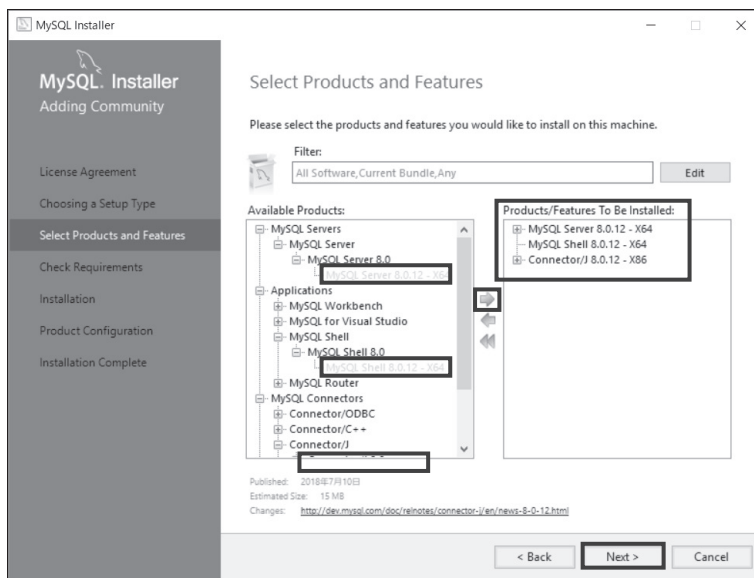 MySQL Installer
MySQL. Installer
Adding Community
License Agreement
Choosing a Setup Type
Select Products and Features
Check Requirements
Installation
Product Configuration
Installation Complete
Select Products and Features
Please select the products and features you would like to install on this machine.
Filter:
All Software,Current Bundle,Any
Edit
Available Products:
MySQL Servers
MySQL Server
MySQL Server 8.0
MySQL Server 8.0.12 - X64
Applications
MySQL Workbench
MySQL for Visual Studio
MySQL Shell
MySQL Shell 8.0
MySQL Shell 8.0.12 - X64
MySQL Router
MySQL Connectors
Connector/ODBC
Connector/C++
Connector/J
Products/Features To Be Installed:
MySQL Server 8.0.12 - X64
MySQL Shell 8.0.12 - X64
Connector/J 8.0.12 - X86
Published: 2018年7月10日
Estimated Size: 15 MB
Changes: http://dev.mysql.com/doc/relnotes/connector-j/en/news-8-0-12.html
< Back
Next >
Cancel